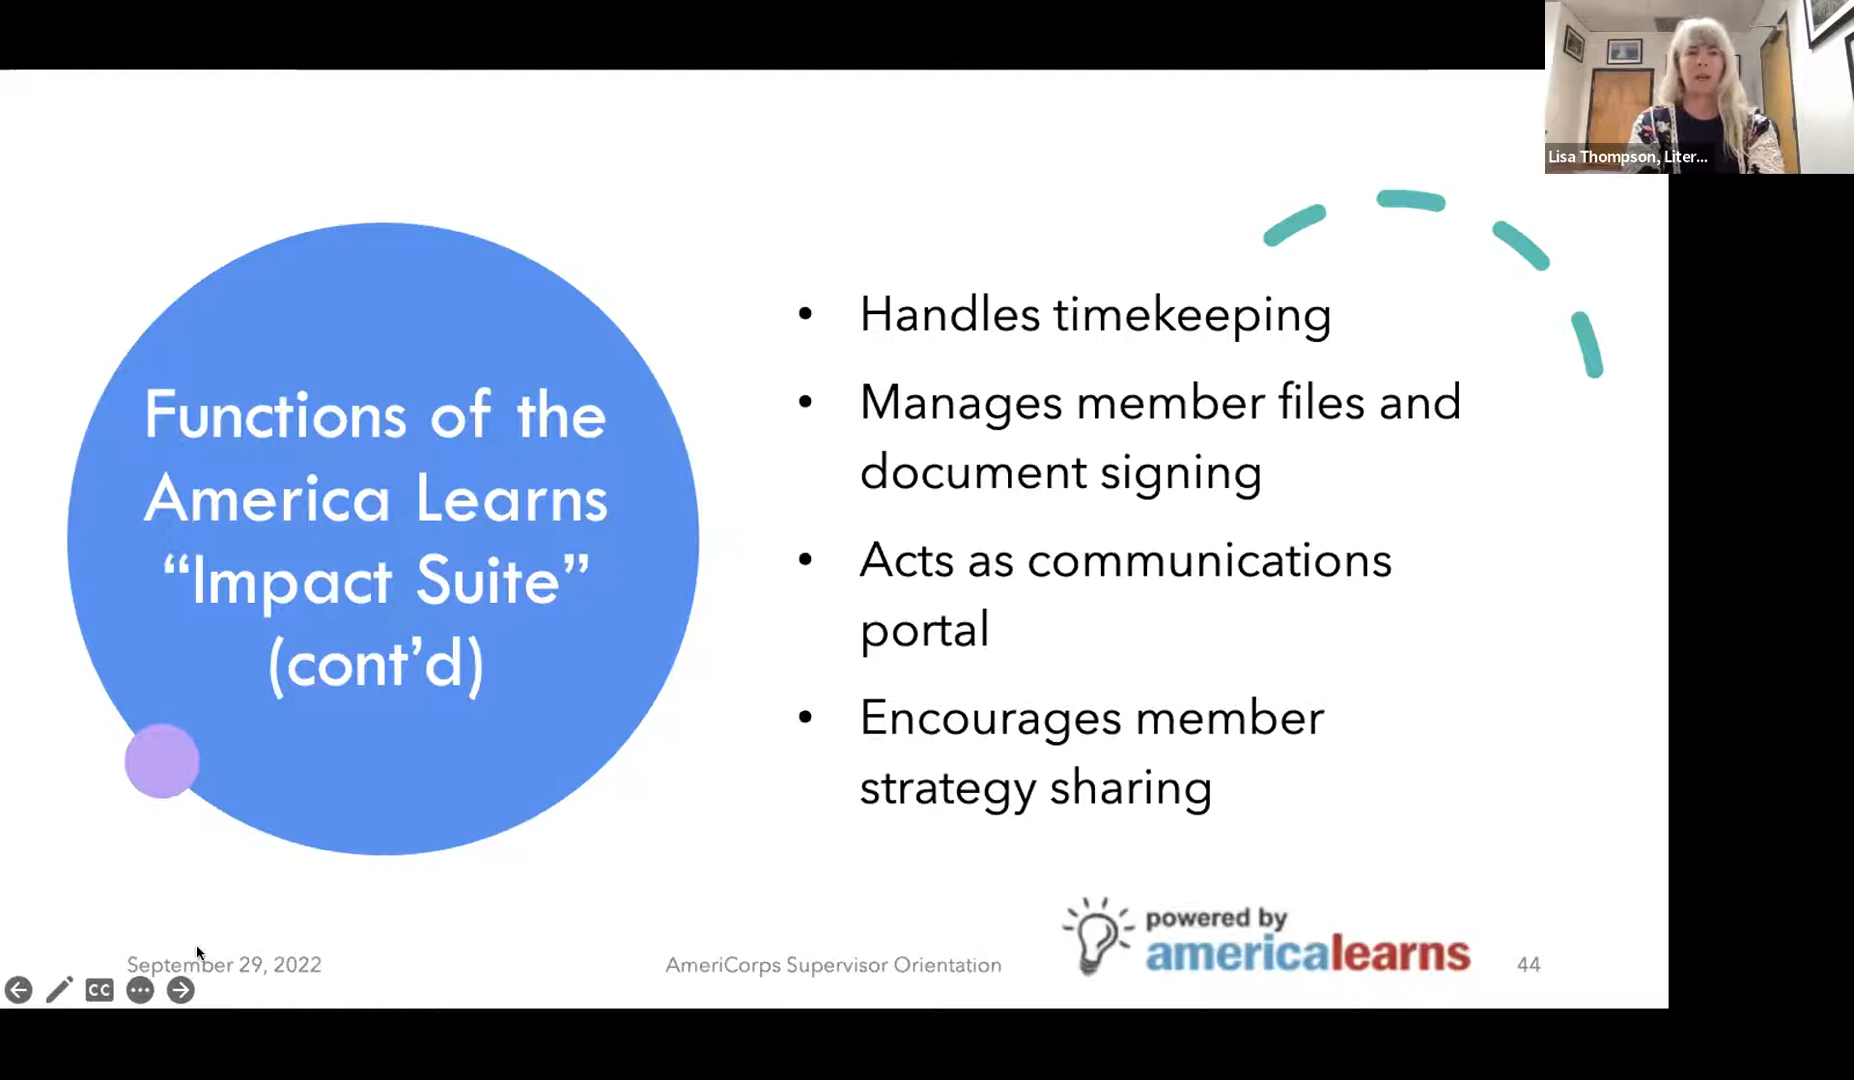 Lisa Thompson, Liter...
Functions of the
America Learns
“Impact Suite”
(cont’d)
• Handles timekeeping
• Manages member files and
document signing
• Acts as communications
portal
• Encourages member
strategy sharing
powered by
americalearns
September 29, 2022
AmeriCorps Supervisor Orientation
44
CC